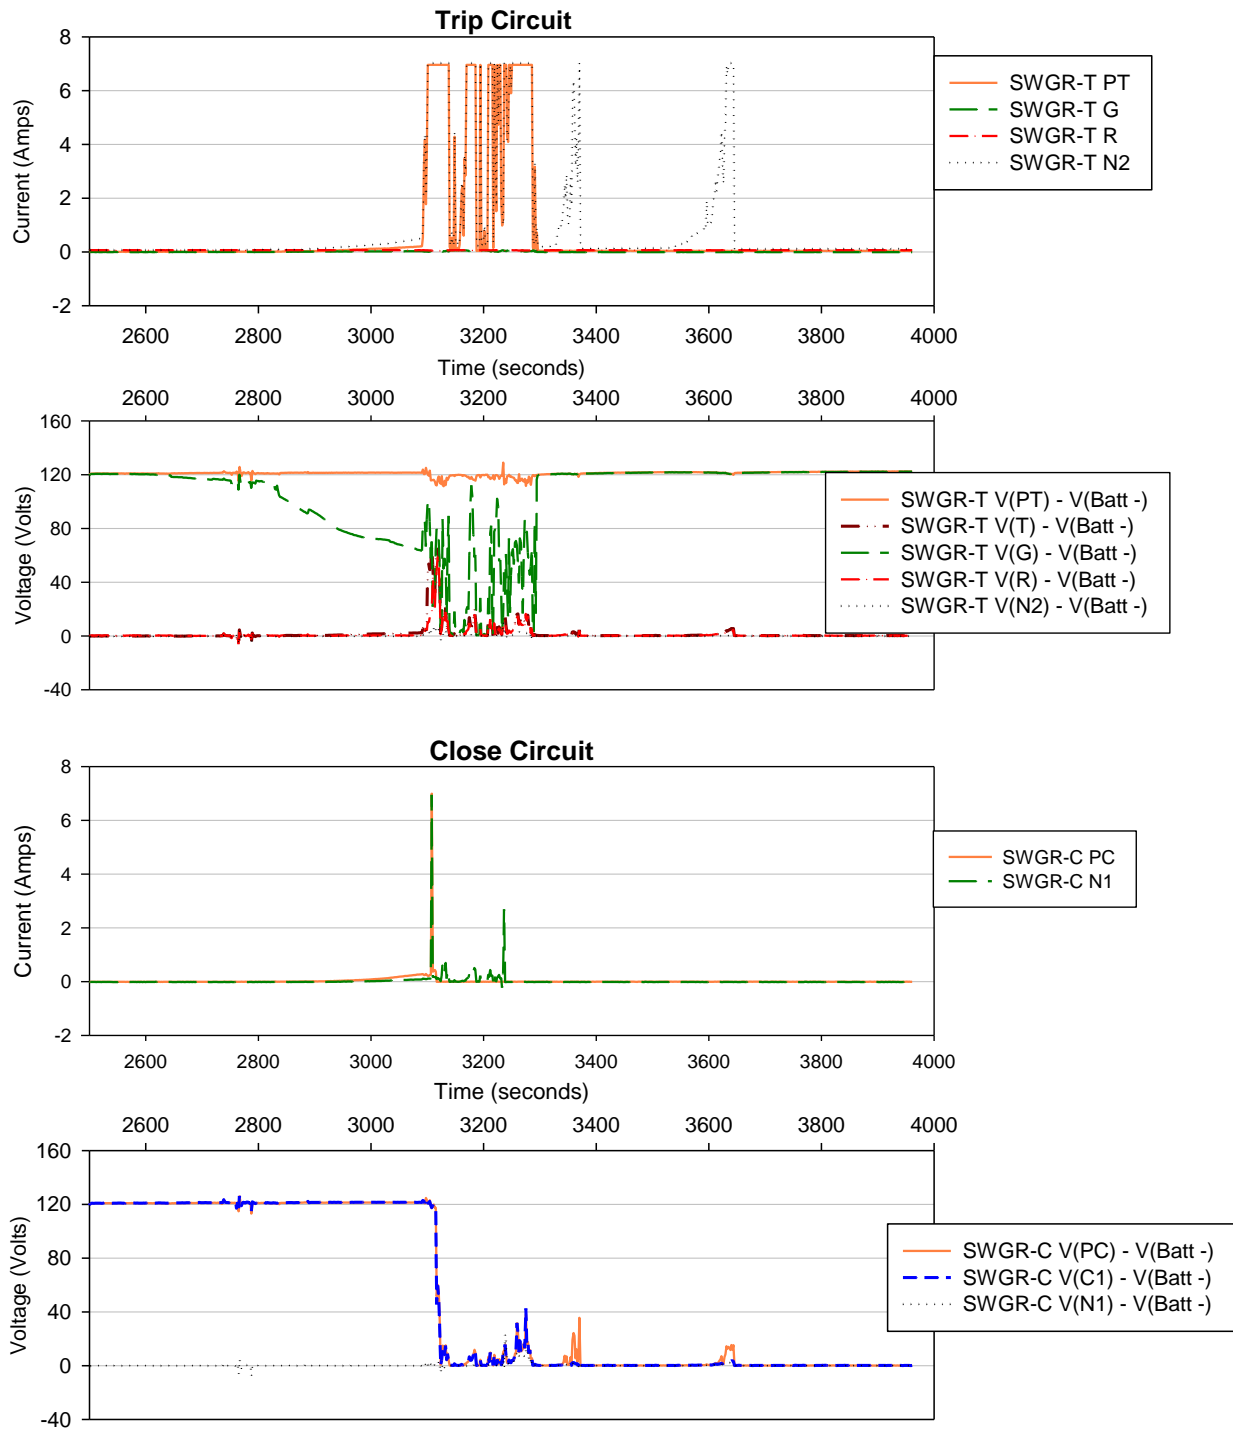 Trip Circuit
8
6
4
2
0
-2
Current (Amps)
2600 2800 3000 3200 3400 3600 3800 4000
Time (seconds)
SWGR-T PT
SWGR-T G
SWGR-T R
SWGR-T N2
2600 2800 3000 3200 3400 3600 3800 4000
160
120
80
40
0
-40
Voltage (Volts)
SWGR-T V(PT) - V(Batt -)
SWGR-T V(T) - V(Batt -)
SWGR-T V(G) - V(Batt -)
SWGR-T V(R) - V(Batt -)
SWGR-T V(N2) - V(Batt -)
Close Circuit
8
6
4
2
0
-2
Current (Amps)
2600 2800 3000 3200 3400 3600 3800 4000
Time (seconds)
SWGR-C PC
SWGR-C N1
2600 2800 3000 3200 3400 3600 3800 4000
160
120
80
40
0
-40
Voltage (Volts)
SWGR-C V(PC) - V(Batt -)
SWGR-C V(C1) - V(Batt -)
SWGR-C V(N1) - V(Batt -)